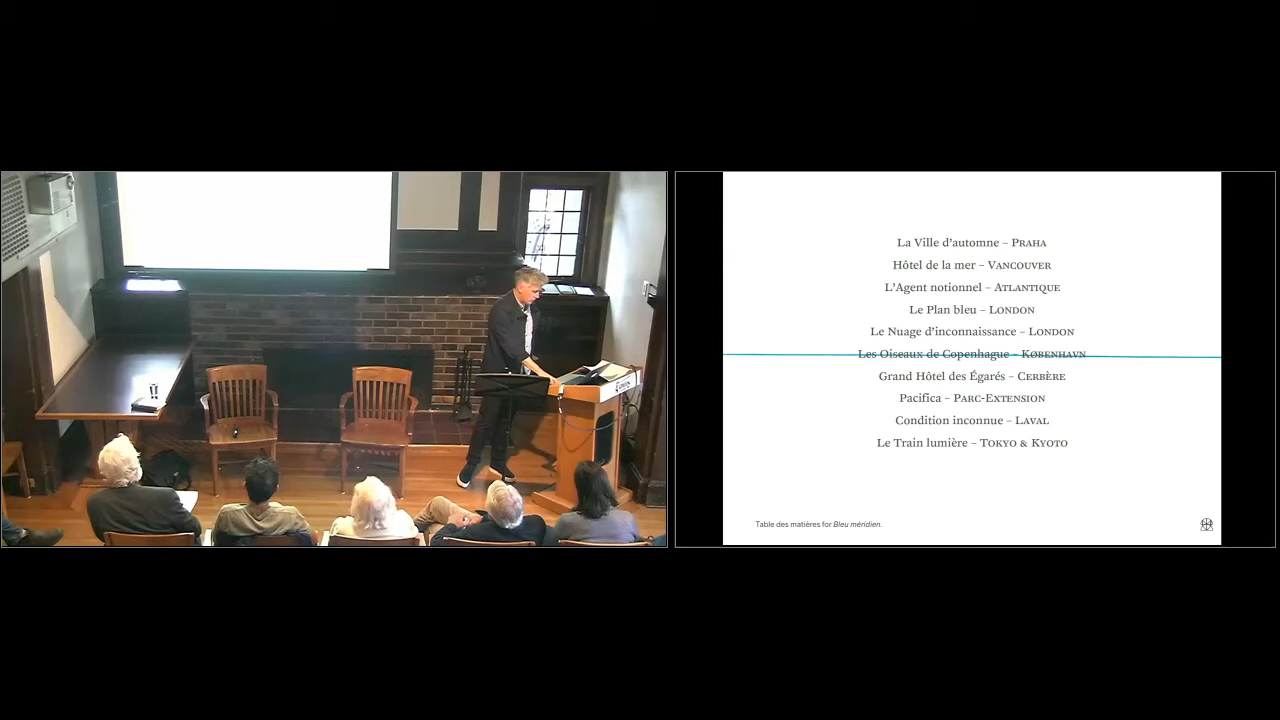 La Ville d’automne – Praha
Hôtel de la mer – Vancouver
L’Agent notionnel – Atlantique
Le Plan bleu – London
Le Nuage d’inconnaissance – London
Les Oiseaux de Copenhague – København
Grand Hôtel des Égarés – Cerbère
Pacifica – Parc-Extension
Condition inconnue – Laval
Le Train lumière – Tokyo & Kyoto
Table des matières for Bleu méridien.